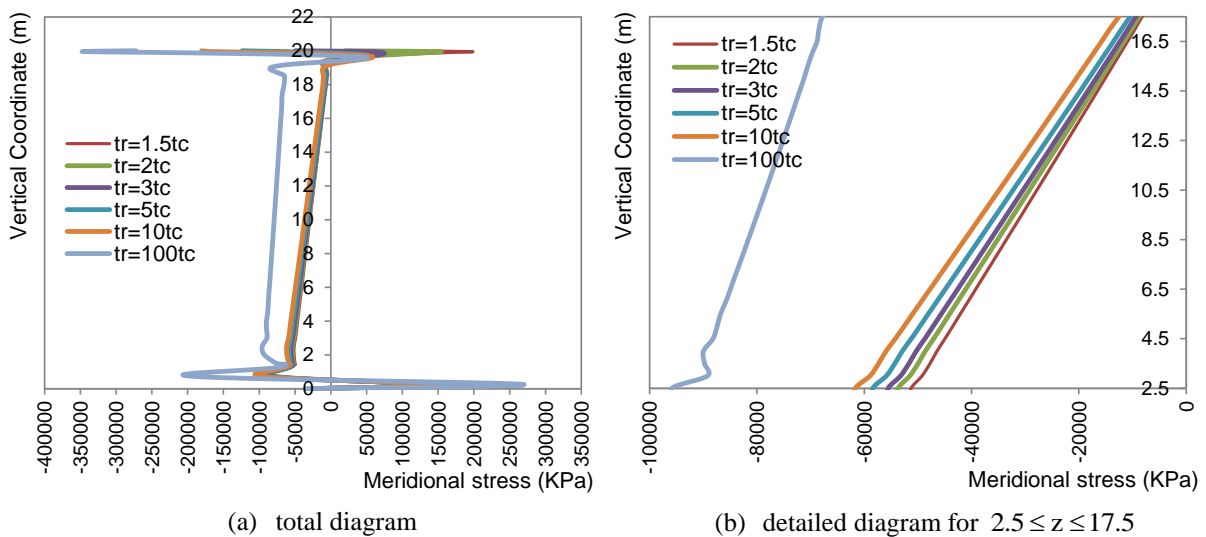 Vertical Coordinate (m)
22
20
18
16
14
12
10
8
6
4
2
0
tr=1.5tc
tr=2tc
tr=3tc
tr=5tc
tr=10tc
tr=100tc
-400000
-350000
-300000
-250000
-200000
-150000
-100000
-50000
0
50000
100000
150000
200000
250000
300000
350000
Meridional stress (KPa)
(a) total diagram
Vertical Coordinate (m)
tr=1.5tc
tr=2tc
tr=3tc
tr=5tc
tr=10tc
tr=100tc
16.5
14.5
12.5
10.5
8.5
6.5
4.5
2.5
-100000
-80000
-60000
-40000
-20000
0
Meridional stress (KPa)
(b) detailed diagram for 2.5 ≤ z ≤ 17.5